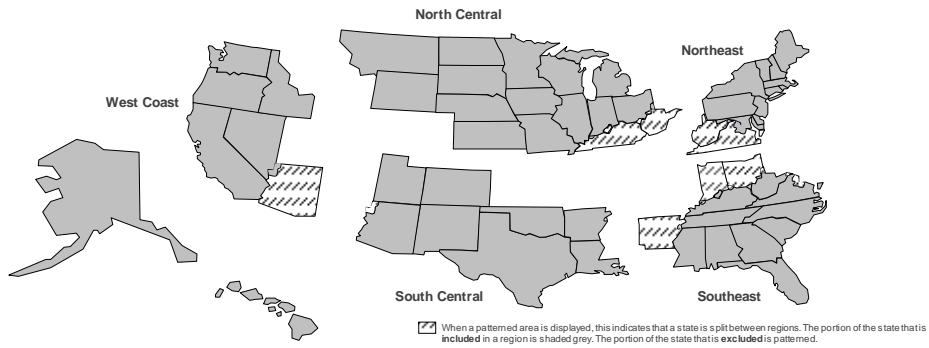 North Central
Northeast
West Coast
South Central
Southeast
When a patterned area is displayed, this indicates that a state is split between regions. The portion of the state that is
included in a region is shaded grey. The portion of the state that is excluded is patterned.